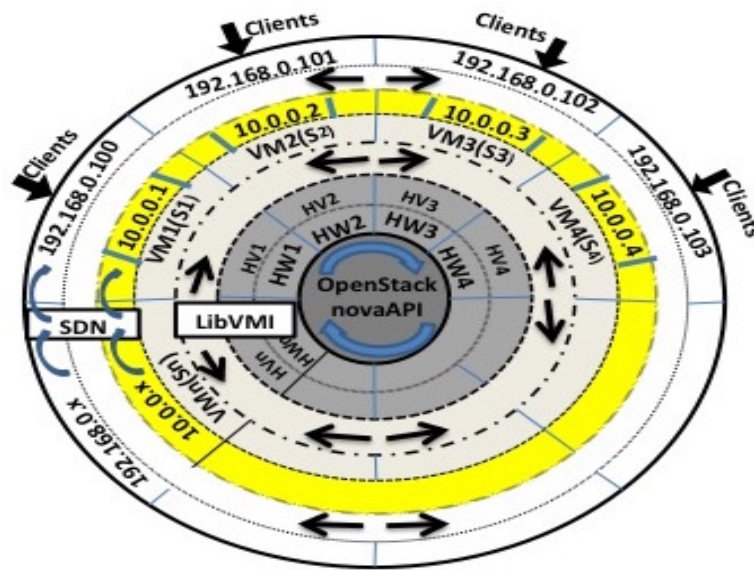 Clients
Clients
Clients
Clients
192.168.0.100
192.168.0.101
192.168.0.102
192.168.0.103
192.168.0.x
10.0.0.1
10.0.0.2
10.0.0.3
10.0.0.4
10.0.0.x
VM1(S1)
VM2(S2)
VM3(S3)
VM4(S4)
VMn(Sn)
HV1
HV2
HV3
HV4
HVn
HW1
HW2
HW3
HW4
HWn
OpenStack
novaAPI
SDN
LibVMI